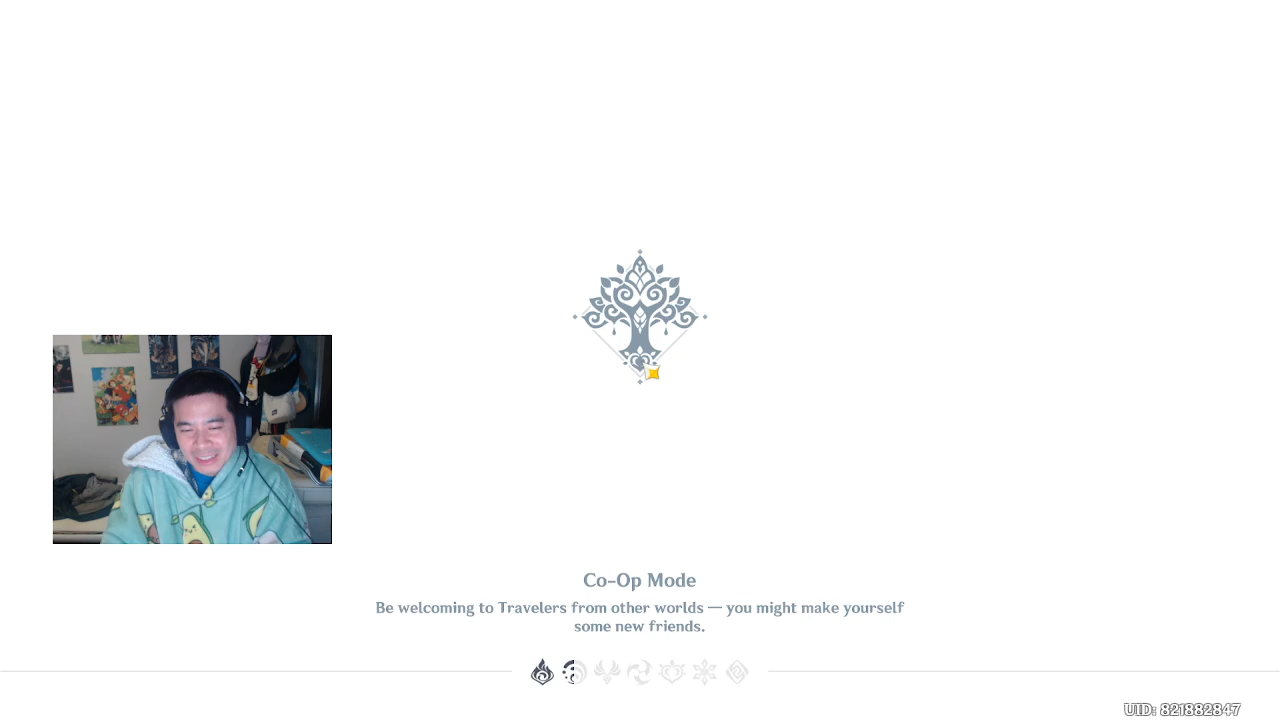 Co-Op Mode
Be welcoming to Travelers from other worlds — you might make yourself
some new friends.
UID: 821882847